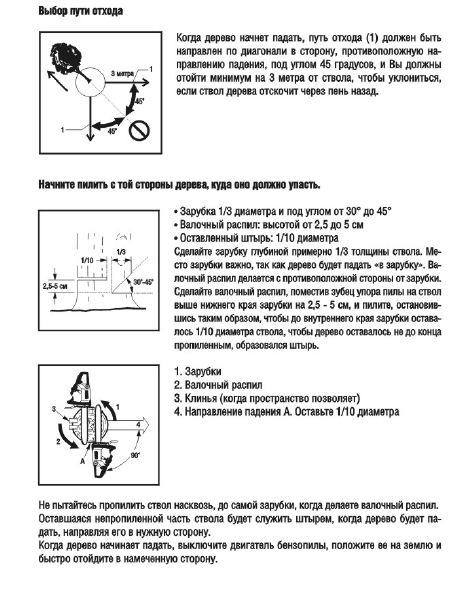 Выбор пути отхода
Когда дерево начнет падать, путь отхода (1) должен быть
направлен по диагонали в сторону, противоположную на-
правлению падения, под углом 45 градусов, и Вы должны
отойти минимум на 3 метра от ствола, чтобы уклониться,
если ствол дерева отскочит через пень назад.
1
3 метра
45°
1
45°
Начните пилить с той стороны дерева, куда оно должно упасть.
• Зарубка 1/3 диаметра и под углом от 30° до 45°
• Валочный распил: высотой от 2,5 до 5 см
• Оставленный штырь: 1/10 диаметра
Сделайте зарубку глубиной примерно 1/3 толщины ствола. Ме-
сто зарубки важно, так как дерево будет падать «в зарубку». Ва-
лочный распил делается с противоположной стороны от зарубки.
Сделайте валочный распил, поместив зубец упора пилы на ствол
выше нижнего края зарубки на 2,5 - 5 см, и пилите, остановив-
шись таким образом, чтобы до внутреннего края зарубки остава-
лось 1/10 диаметра ствола, чтобы дерево оставалось не до конца
пропиленным, образовался штырь.
1/10
1/3
2,5-5 см
30°-45°
1. Зарубки
2. Валочный распил
3. Клинья (когда пространство позволяет)
4. Направление падения А. Оставьте 1/10 диаметра
1
3
4
2
A
90°
Не пытайтесь пропилить ствол насквозь, до самой зарубки, когда делаете валочный распил.
Оставшаяся непропиленной часть ствола будет служить штырем, когда дерево будет па-
дать, направляя его в нужную сторону.
Когда дерево начинает падать, выключите двигатель бензопилы, положите ее на землю и
быстро отойдите в намеченную сторону.